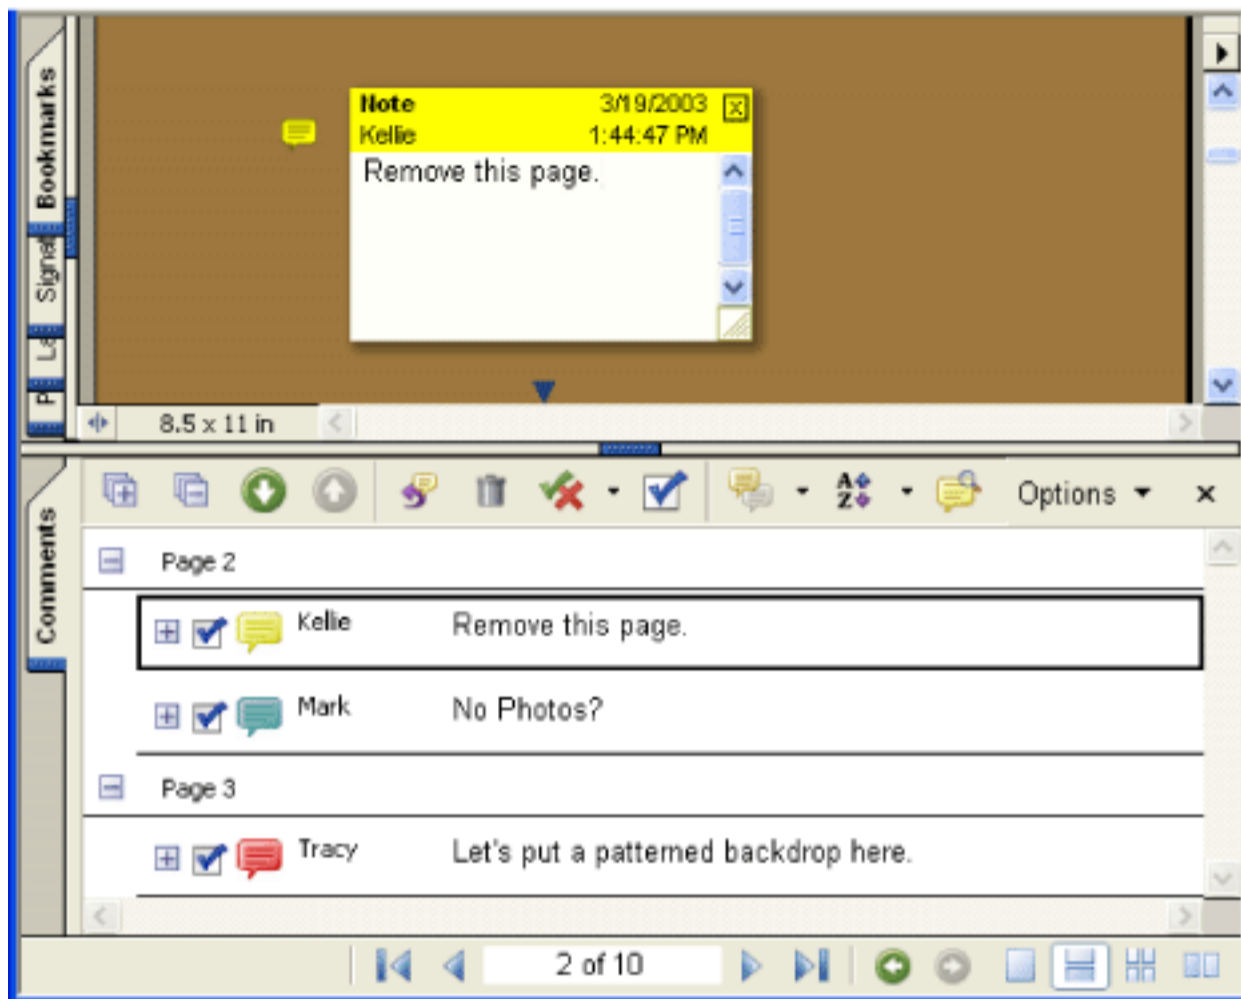 Bookmarks
Signat
La
P
Note 3/19/2003
Kellie 1:44:47 PM
Remove this page.
8.5 x 11 in
Comments
A
Z
Options
Page 2
Kellie Remove this page.
Mark No Photos?
Page 3
Tracy Let's put a patterned backdrop here.
2 of 10